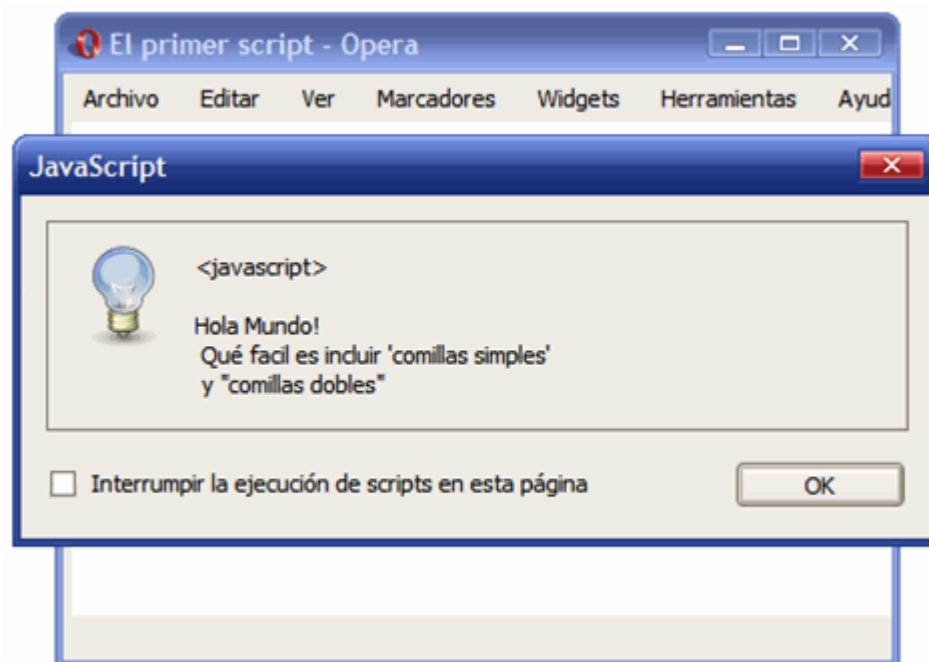 El primer script - Opera
Archivo Editar Ver Marcadores Widgets Herramientas Ayud
JavaScript
<javascript>
Hola Mundo!
Qué facil es incluir 'comillas simples'
y "comillas dobles"
Interrumpir la ejecución de scripts en esta página
OK